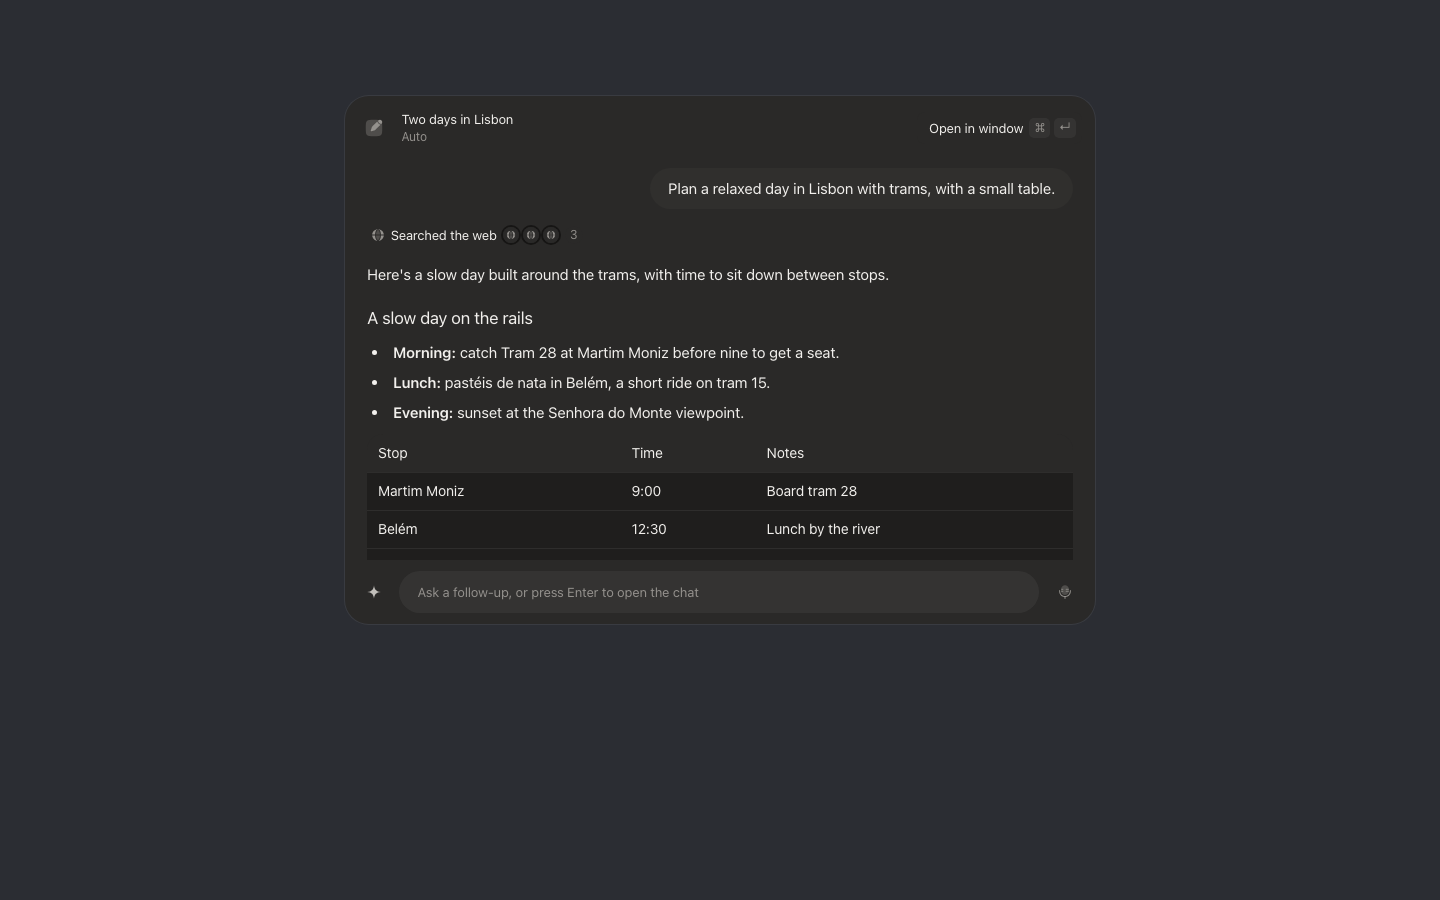 Two days in Lisbon
Auto
Open in window ⌘ ↵
Plan a relaxed day in Lisbon with trams, with a small table.
Searched the web 3
Here's a slow day built around the trams, with time to sit down between stops.
A slow day on the rails
• Morning: catch Tram 28 at Martim Moniz before nine to get a seat.
• Lunch: pastéis de nata in Belém, a short ride on tram 15.
• Evening: sunset at the Senhora do Monte viewpoint.
Stop Time Notes
Martim Moniz 9:00 Board tram 28
Belém 12:30 Lunch by the river
Ask a follow-up, or press Enter to open the chat